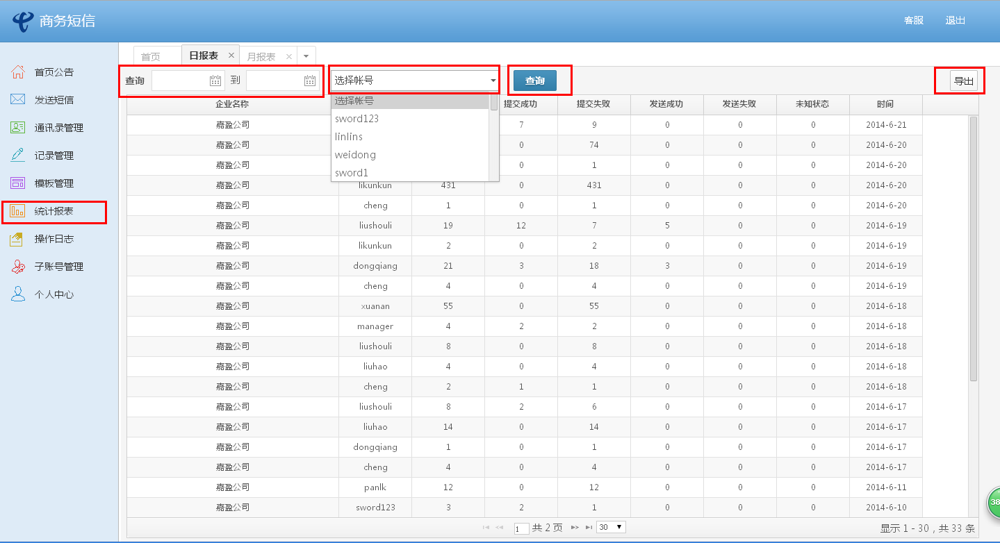 商务短信
客服 退出
首页公告
发送短信
通讯录管理
记录管理
模板管理
统计报表
操作日志
子账号管理
个人中心
首页 日报表 × 月报表 ×
查询 到 选择帐号 查询 导出
选择帐号
sword123
linlins
weidong
sword1
企业名称 提交成功 提交失败 发送成功 发送失败 未知状态 时间
嘉盈公司 7 9 0 0 0 2014-6-21
嘉盈公司 0 74 0 0 0 2014-6-20
嘉盈公司 0 1 0 0 0 2014-6-20
嘉盈公司 likunkun 431 0 431 0 0 0 2014-6-20
嘉盈公司 cheng 1 0 1 0 0 0 2014-6-20
嘉盈公司 liushouli 19 12 7 5 0 0 2014-6-19
嘉盈公司 likunkun 2 0 2 0 0 0 2014-6-19
嘉盈公司 dongqiang 21 3 18 3 0 0 2014-6-19
嘉盈公司 cheng 4 0 4 0 0 0 2014-6-19
嘉盈公司 xuanan 55 0 55 0 0 0 2014-6-18
嘉盈公司 manager 4 2 2 0 0 0 2014-6-18
嘉盈公司 liushouli 8 0 8 0 0 0 2014-6-18
嘉盈公司 liuhao 4 0 4 0 0 0 2014-6-18
嘉盈公司 cheng 2 1 1 0 0 0 2014-6-18
嘉盈公司 liushouli 8 2 6 0 0 0 2014-6-17
嘉盈公司 liuhao 14 0 14 0 0 0 2014-6-17
嘉盈公司 dongqiang 1 0 1 0 0 0 2014-6-17
嘉盈公司 cheng 4 0 4 0 0 0 2014-6-17
嘉盈公司 panlk 12 0 12 0 0 0 2014-6-11
嘉盈公司 sword123 3 2 1 0 0 0 2014-6-10
1 共 2 页 30 显示 1 - 30，共 33 条
38